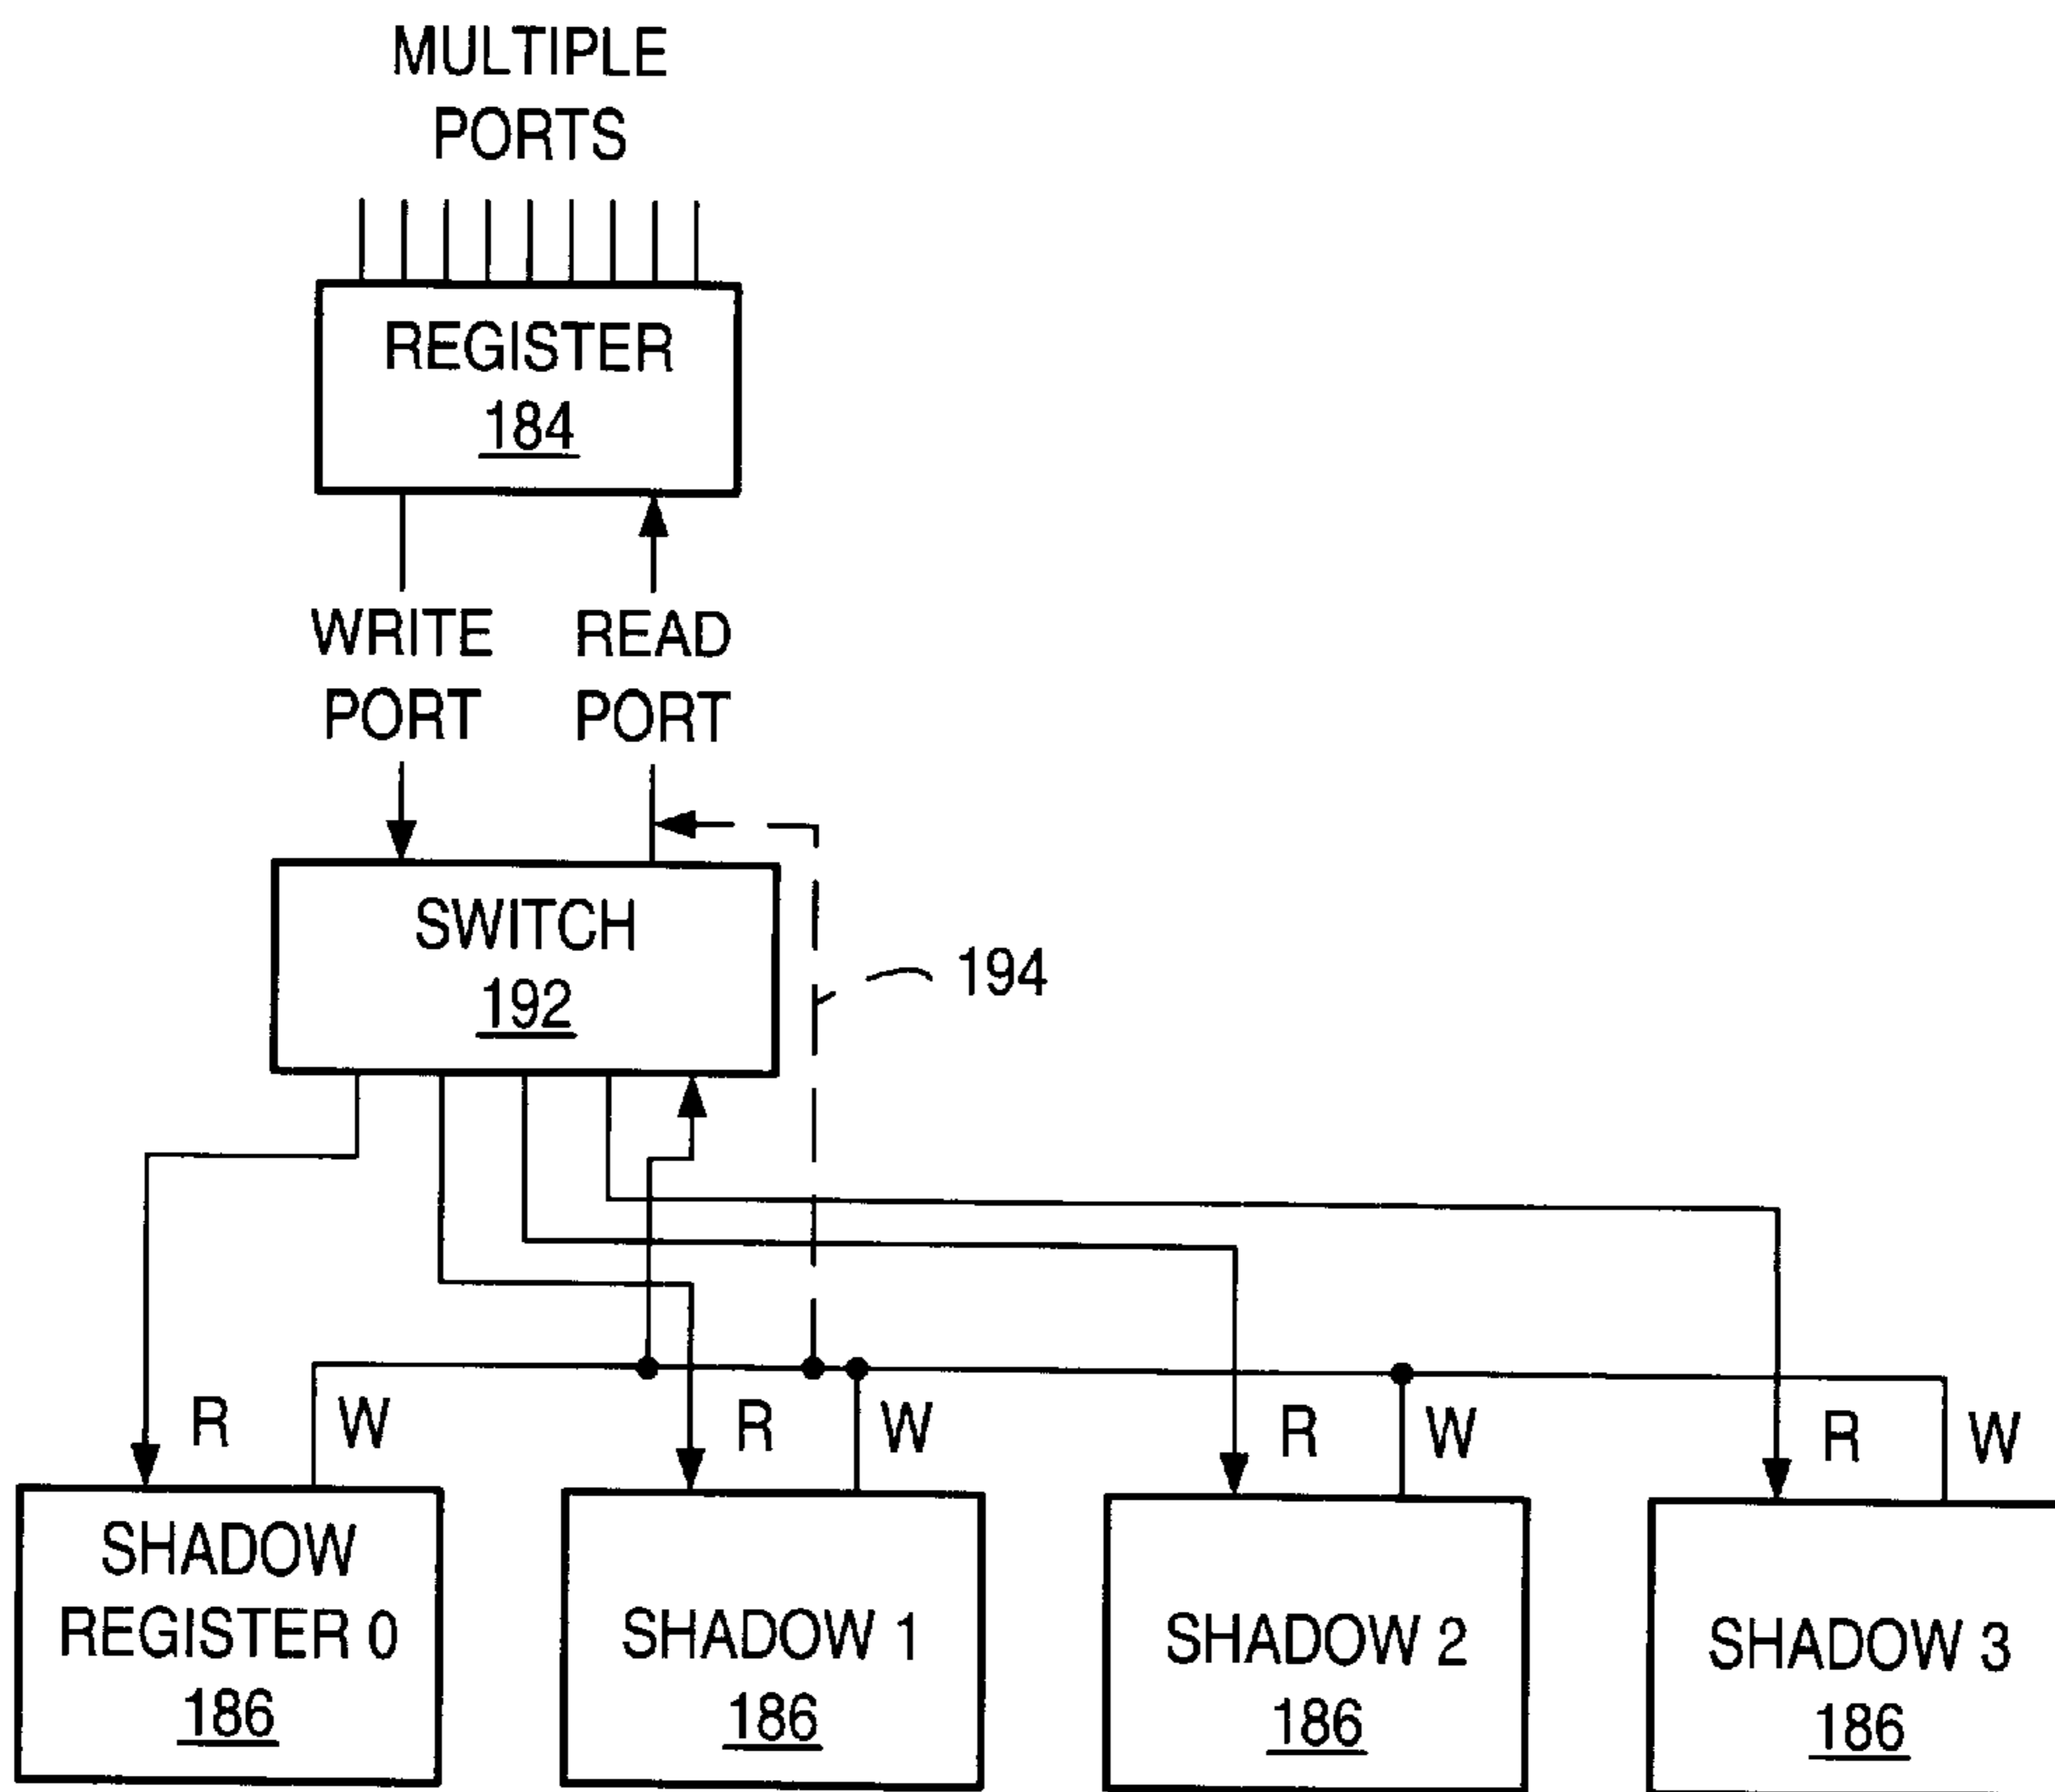 MULTIPLE
PORTS
REGISTER
184
WRITE READ
PORT PORT
SWITCH
192
194
R W R W R W R W
SHADOW
REGISTER 0
186
SHADOW 1
186
SHADOW 2
186
SHADOW 3
186